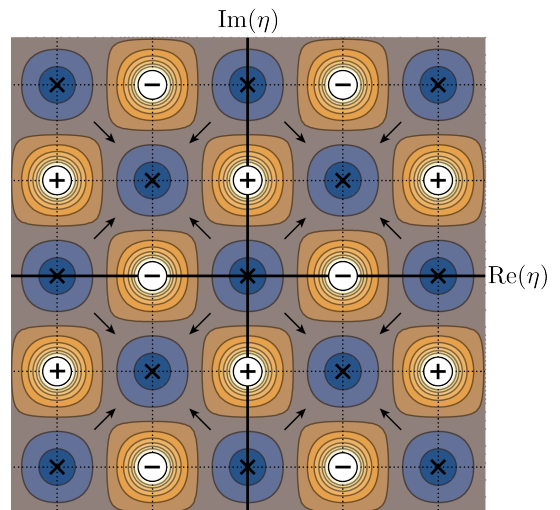 Im(η)
× − × − ×
+ × + × +
× − × − ×
Re(η)
+ × + × +
× − × − ×